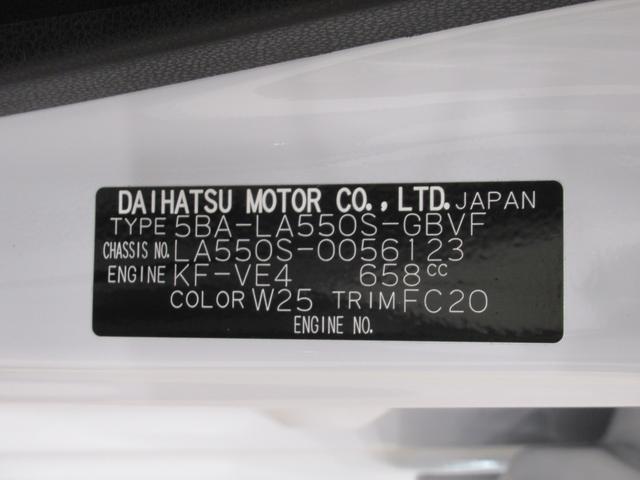 DAIHATSU MOTOR CO., LTD. JAPAN
TYPE 5BA-LA550S-GBVF
CHASSIS NO. LA550S-0056123
ENGINE KF-VE4 658cc
COLOR W25 TRIM FC20
ENGINE NO.